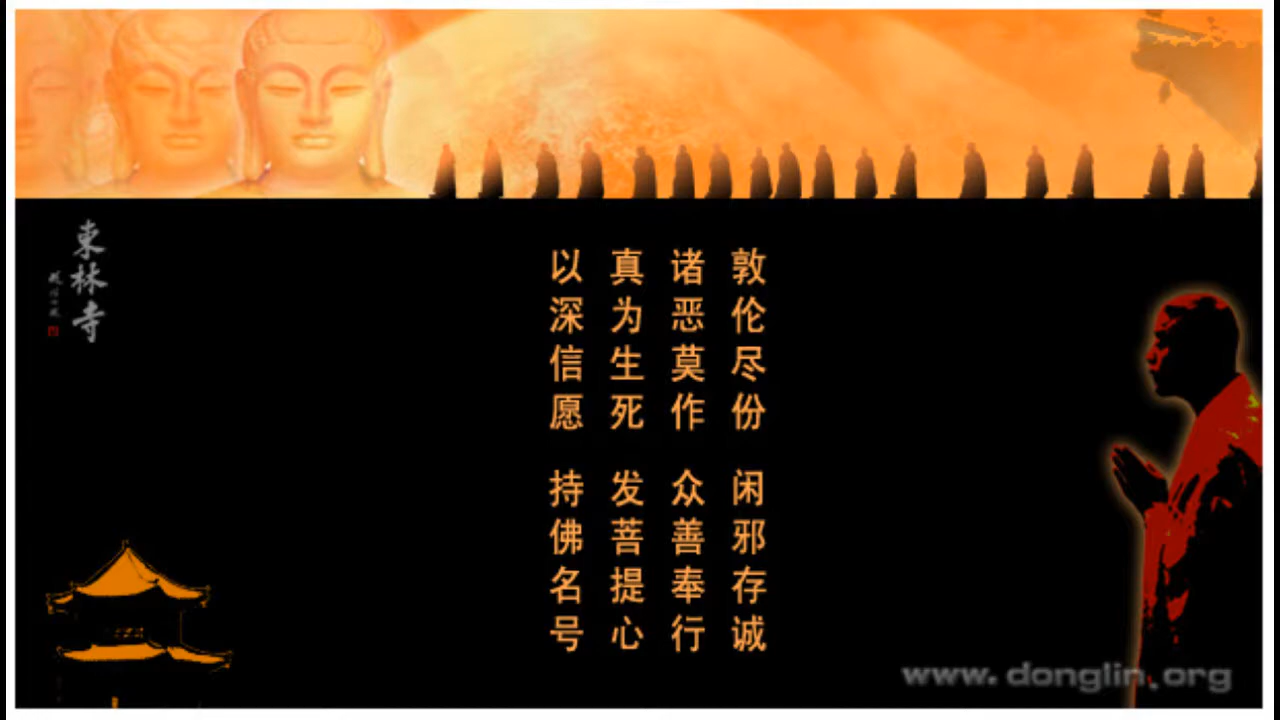 敦伦尽份 闲邪存诚
诸恶莫作 众善奉行
真为生死 发菩提心
以深信愿 持佛名号
東林寺
www.donglin.org